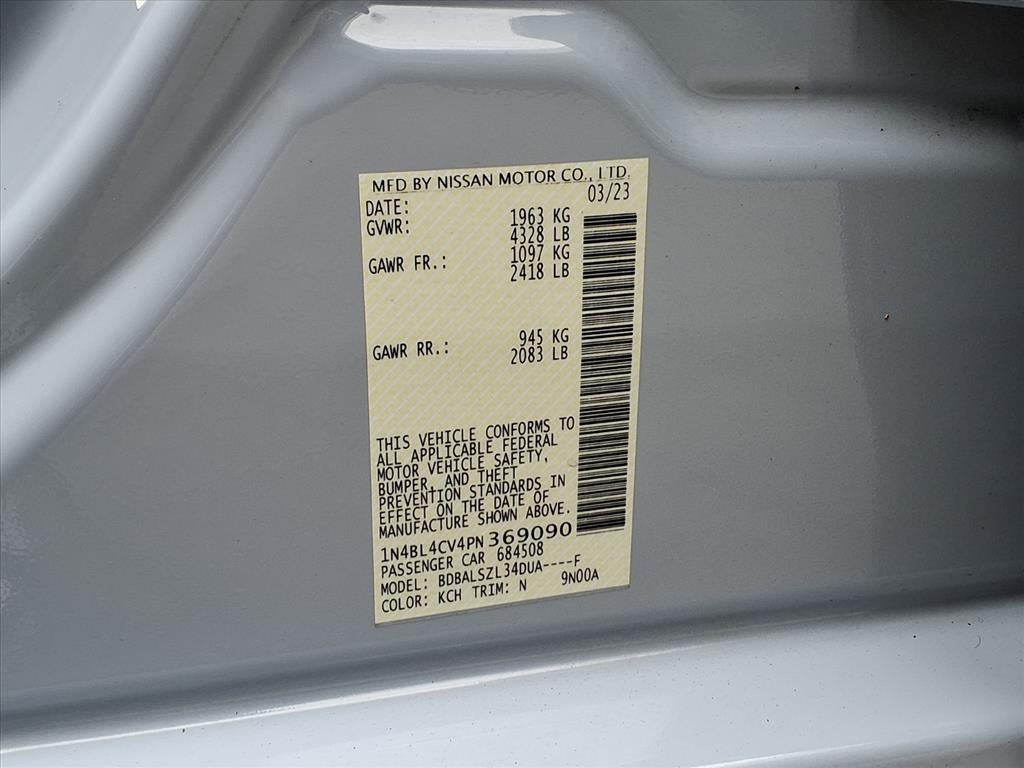 MFD BY NISSAN MOTOR CO., LTD.
DATE: 03/23
GVWR: 1963 KG
4328 LB
GAWR FR.: 1097 KG
2418 LB
GAWR RR.: 945 KG
2083 LB
THIS VEHICLE CONFORMS TO
ALL APPLICABLE FEDERAL
MOTOR VEHICLE SAFETY,
BUMPER, AND THEFT
PREVENTION STANDARDS IN
EFFECT ON THE DATE OF
MANUFACTURE SHOWN ABOVE.
1N4BL4CV4PN369090
PASSENGER CAR 684508
MODEL: BDBALSZL34DUA----F
COLOR: KCH TRIM: N 9N00A